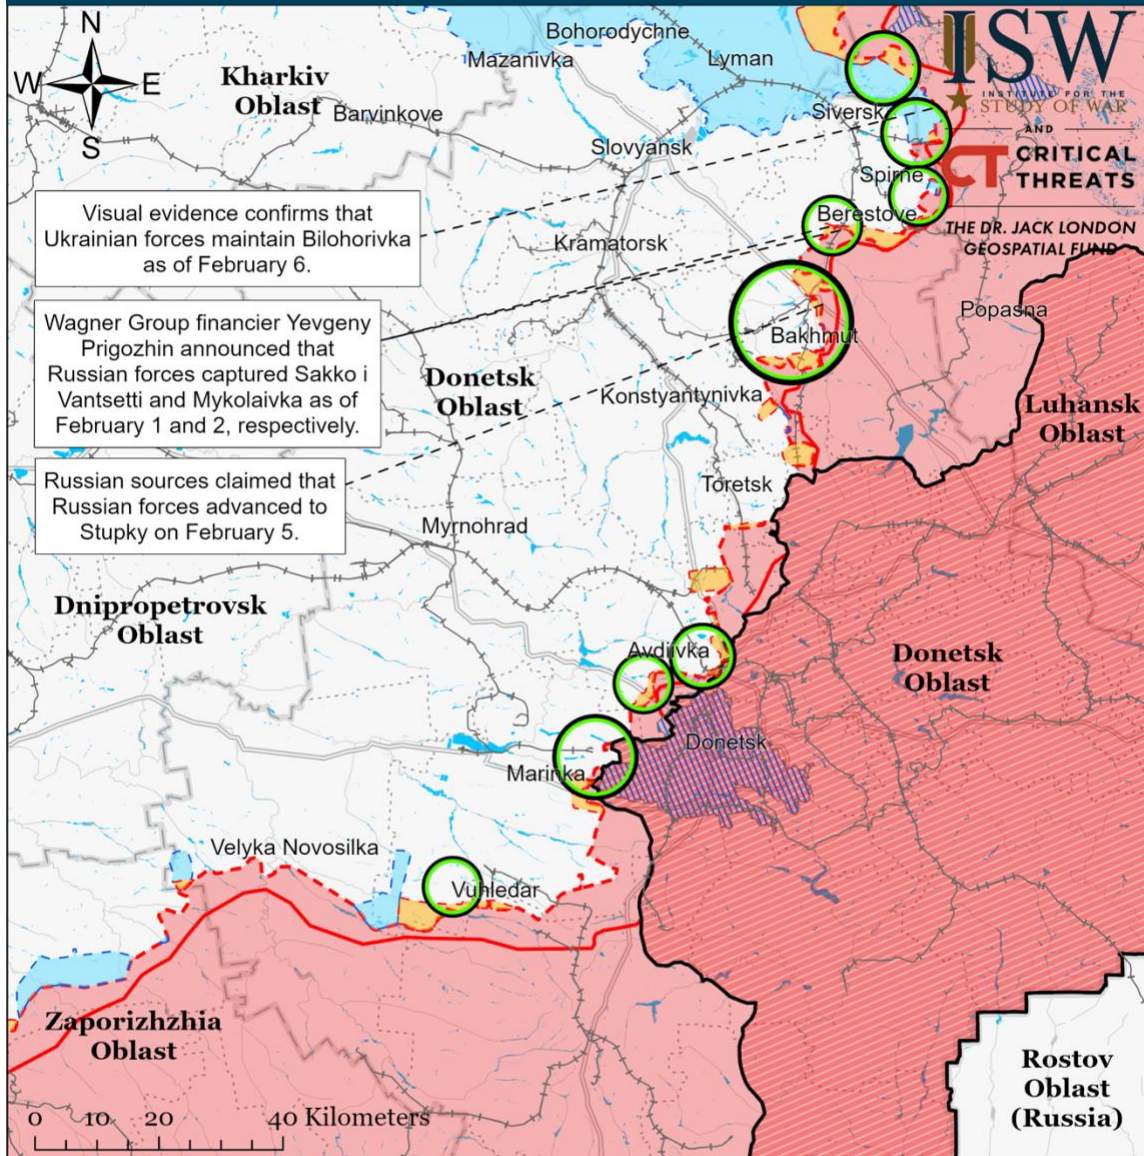 N
W
E
S
Kharkiv
Oblast
Bohorodychne
Mazanivka
Lyman
Barvinkove
Slovyansk
Siversk
ISW
INSTITUTE FOR THE
STUDY OF WAR
AND
CT CRITICAL
THREATS
THE DR. JACK LONDON
GEOSPATIAL FUND
Spirne
Berestove
Visual evidence confirms that
Ukrainian forces maintain Bilohorivka
as of February 6.
Kramatorsk
Wagner Group financier Yevgeny
Prigozhin announced that
Russian forces captured Sakko i
Vantsetti and Mykolaivka as of
February 1 and 2, respectively.
Popasna
Bakhmut
Donetsk
Oblast
Konstyantynivka
Luhansk
Oblast
Russian sources claimed that
Russian forces advanced to
Stupky on February 5.
Toretsk
Myrnohrad
Dnipropetrovsk
Oblast
Avdiivka
Donetsk
Oblast
Donetsk
Marinka
Velyka Novosilka
Vuhledar
Zaporizhzhia
Oblast
Rostov
Oblast
(Russia)
0 10 20 40 Kilometers